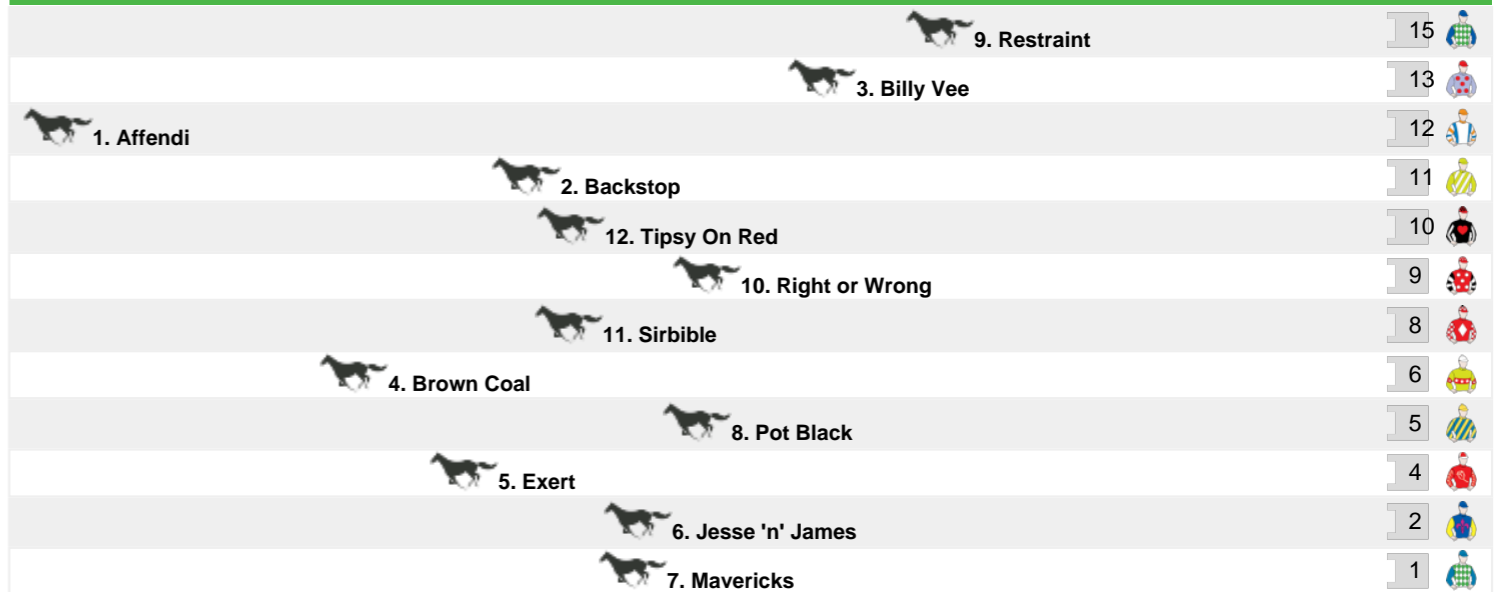 9. Restraint 15
3. Billy Vee 13
1. Affendi 12
2. Backstop 11
12. Tipsy On Red 10
10. Right or Wrong 9
11. Sirbible 8
4. Brown Coal 6
8. Pot Black 5
5. Exert 4
6. Jesse 'n' James 2
7. Mavericks 1